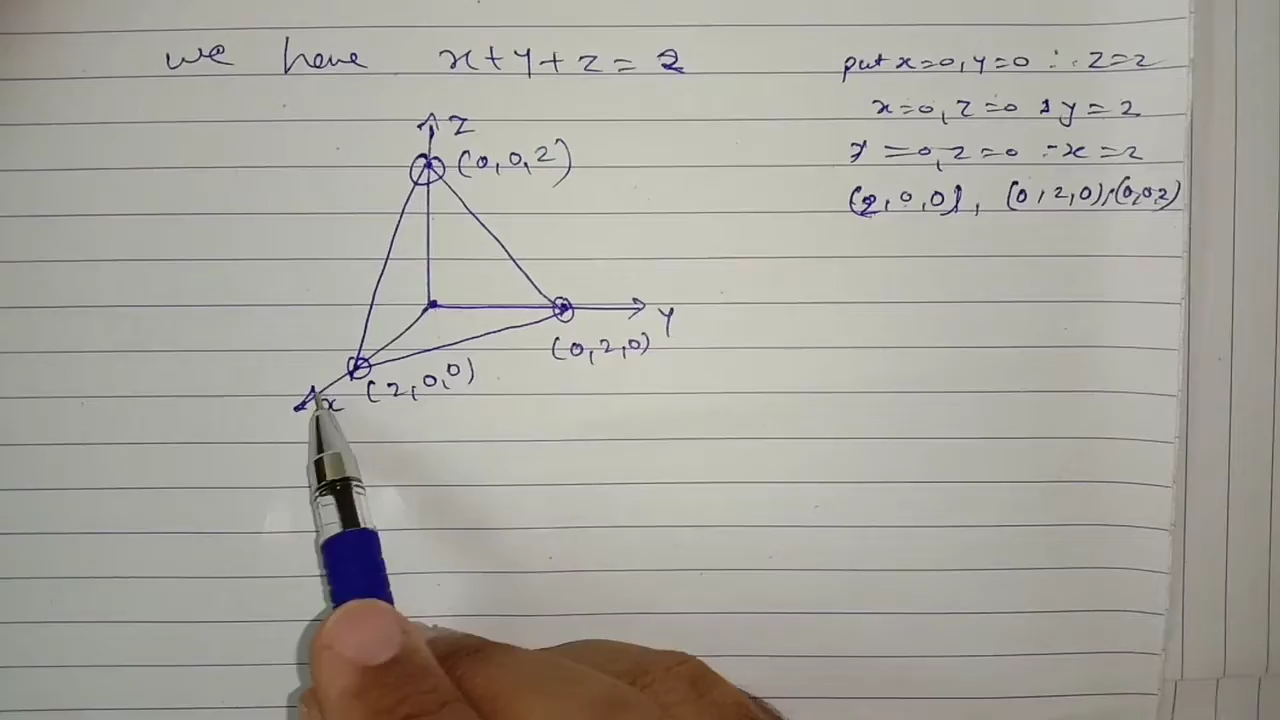 we have x+y+z=2
put x=0, y=0 ∴ z=2
x=0, z=0 ∴ y=2
y=0, z=0 ∴ x=2
(2,0,0), (0,2,0), (0,0,2)
z
(0,0,2)
y
(0,2,0)
(2,0,0)
x